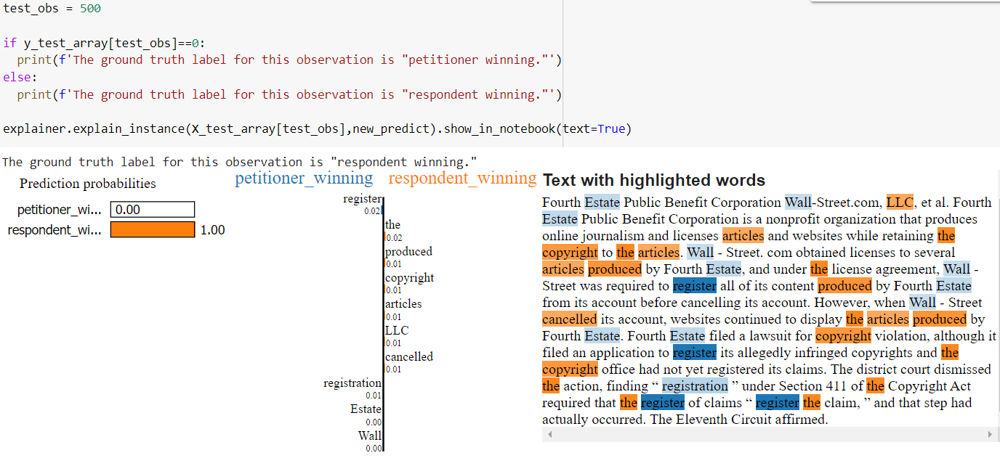 test_obs = 500
if y_test_array[test_obs]==0:
print(f'The ground truth label for this observation is "petitioner winning."')
else:
print(f'The ground truth label for this observation is "respondent winning."')
explainer.explain_instance(X_test_array[test_obs],new_predict).show_in_notebook(text=True)
The ground truth label for this observation is "respondent winning."
Prediction probabilities
petitioner_wi... 0.00
respondent_wi... 1.00
petitioner_winning respondent_winning
register
0.02
the
0.02
produced
0.01
copyright
0.01
articles
0.01
LLC
0.01
cancelled
0.01
registration
0.01
Estate
0.00
Wall
0.00
Text with highlighted words
Fourth Estate Public Benefit Corporation Wall-Street.com, LLC, et al. Fourth
Estate Public Benefit Corporation is a nonprofit organization that produces
online journalism and licenses articles and websites while retaining the
copyright to the articles. Wall - Street. com obtained licenses to several
articles produced by Fourth Estate, and under the license agreement, Wall -
Street was required to register all of its content produced by Fourth Estate
from its account before cancelling its account. However, when Wall - Street
cancelled its account, websites continued to display the articles produced by
Fourth Estate. Fourth Estate filed a lawsuit for copyright violation, although it
filed an application to register its allegedly infringed copyrights and the
copyright office had not yet registered its claims. The district court dismissed
the action, finding “ registration ” under Section 411 of the Copyright Act
required that the register of claims “ register the claim, ” and that step had
actually occurred. The Eleventh Circuit affirmed.